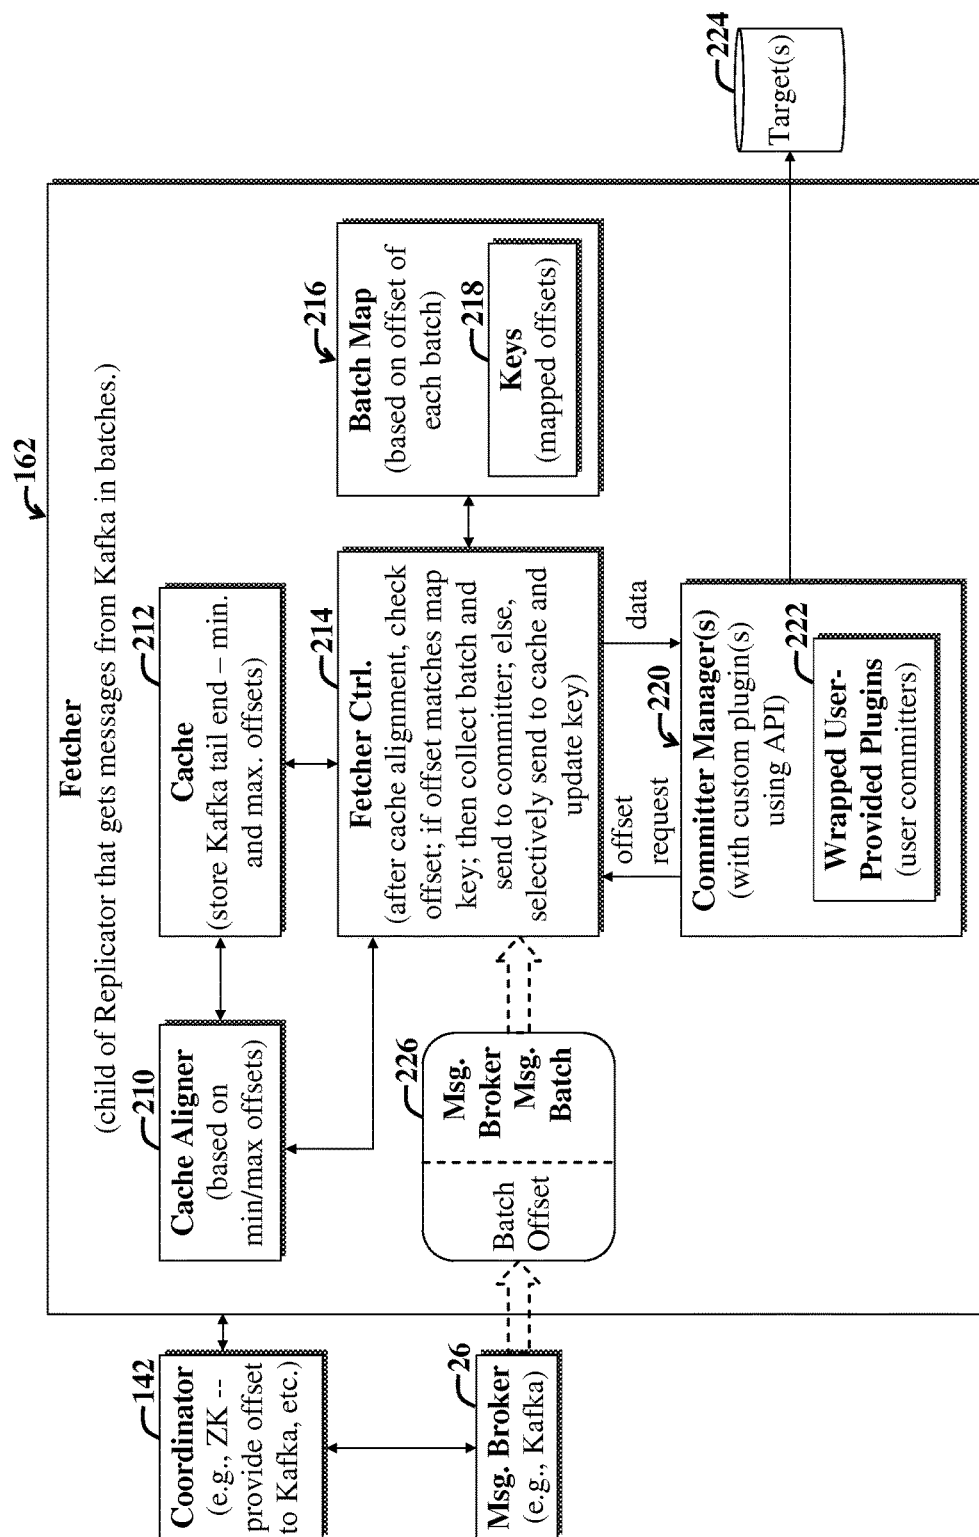 Fetcher
(child of Replicator that gets messages from Kafka in batches.)
162
Coordinator
(e.g., ZK --
provide offset
to Kafka, etc.)
142
Msg. Broker
(e.g., Kafka)
26
Cache Aligner
(based on
min/max offsets)
210
Cache
(store Kafka tail end – min.
and max. offsets)
212
Batch
Offset
Msg.
Broker
Msg.
Batch
226
Fetcher Ctrl.
(after cache alignment, check
offset; if offset matches map
key; then collect batch and
send to committer; else,
selectively send to cache and
update key)
214
Batch Map
(based on offset of
each batch)
216
Keys
(mapped offsets)
218
offset
request
data
220
Committer Manager(s)
(with custom plugin(s)
using API)
Wrapped User-
Provided Plugins
(user committers)
222
Target(s)
224